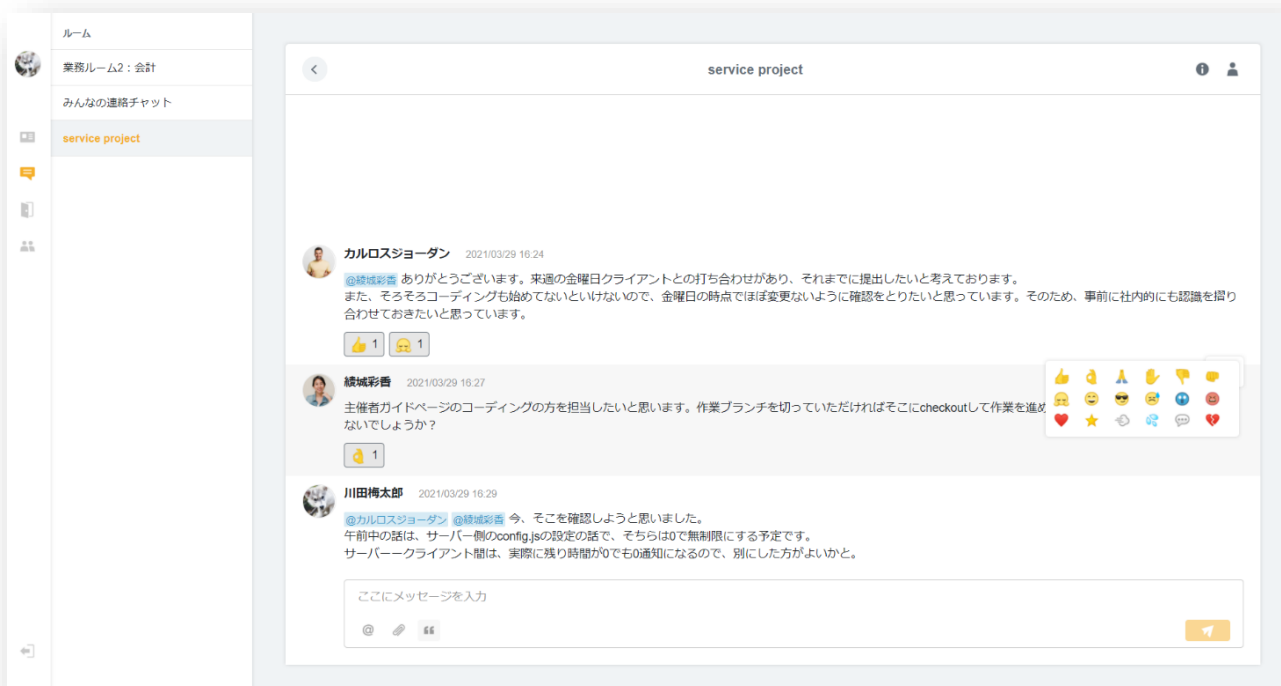 ルーム
業務ルーム2：会計
みんなの連絡チャット
service project
service project
カルロスジョーダン 2021/03/29 16:24
@綾城彩香 ありがとうございます。来週の金曜日クライアントとの打ち合わせがあり、それまでに提出したいと考えております。
また、そろそろコーディングも始めてないといけないので、金曜日の時点でほぼ変更ないように確認をとりたいと思っています。そのため、事前に社内的にも認識を摺り
合わせておきたいと思っています。
1 1
綾城彩香 2021/03/29 16:27
主催者ガイドページのコーディングの方を担当したいと思います。作業ブランチを切っていただければそこにcheckoutして作業を進め
ないでしょうか？
1
川田梅太郎 2021/03/29 16:29
@カルロスジョーダン @綾城彩香 今、そこを確認しようと思いました。
午前中の話は、サーバー側のconfig.jsの設定の話で、そちらは0で無制限にする予定です。
サーバーークライアント間は、実際に残り時間が0でも0通知になるので、別にした方がよいかと。
ここにメッセージを入力